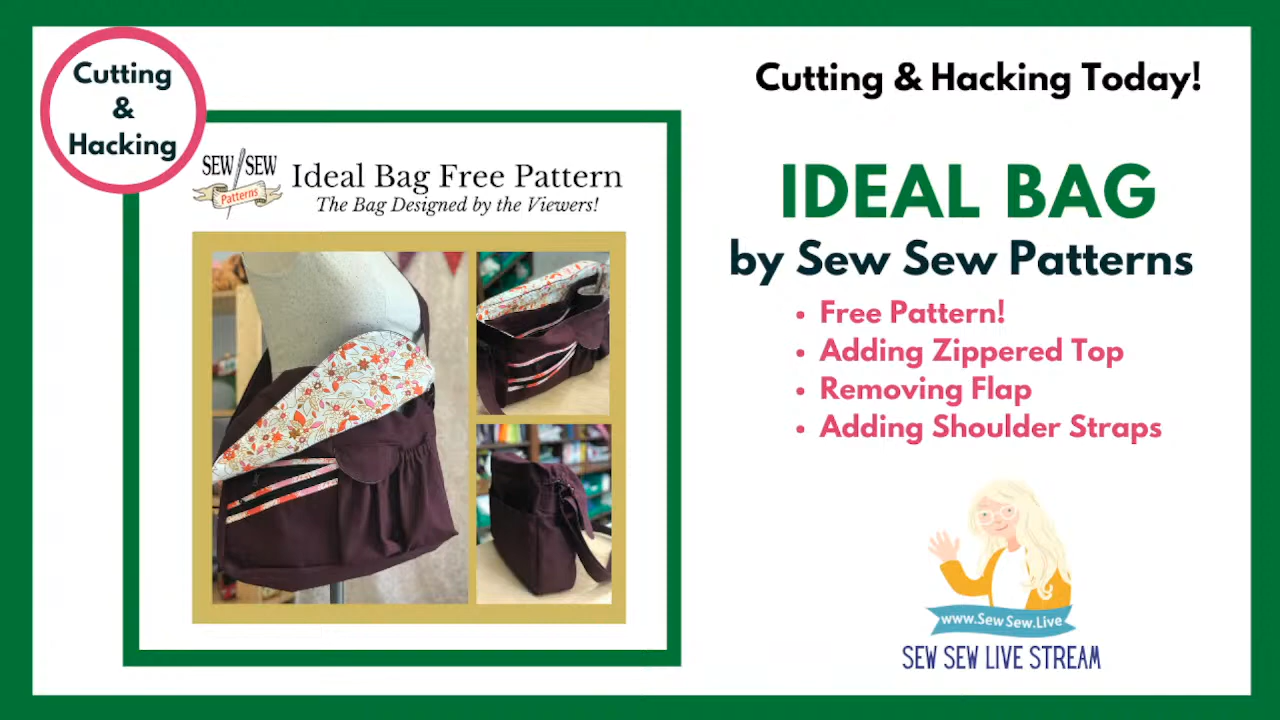 Cutting
&
Hacking
SEW SEW
Patterns
Ideal Bag Free Pattern
The Bag Designed by the Viewers!
Cutting & Hacking Today!
IDEAL BAG
by Sew Sew Patterns
• Free Pattern!
• Adding Zippered Top
• Removing Flap
• Adding Shoulder Straps
www.SewSew.Live
SEW SEW LIVE STREAM